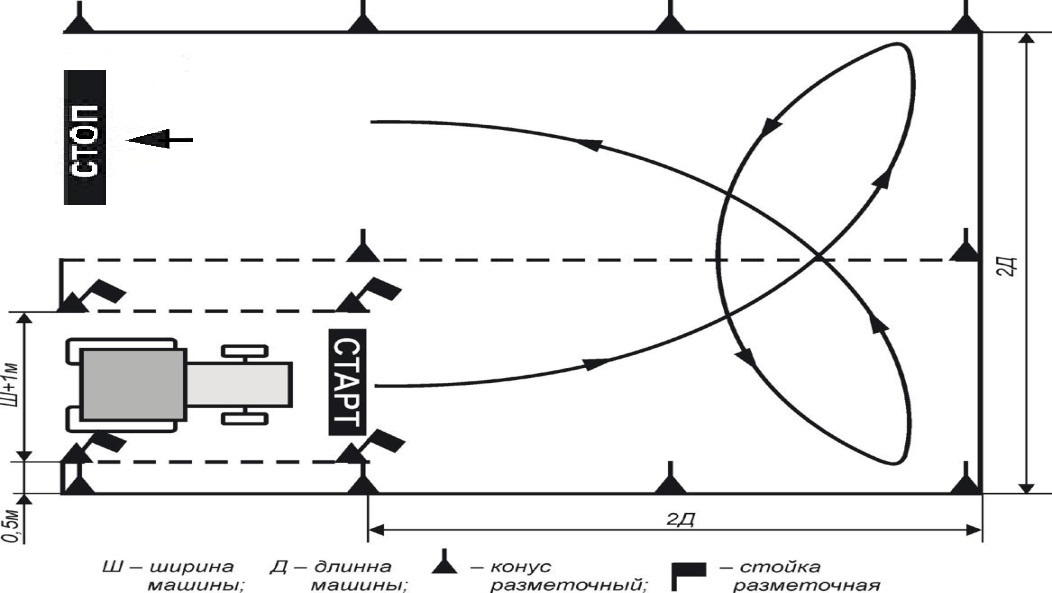 СТОП
СТАРТ
2Д
Ш+1м
0,5м
2Д
Ш – ширина машины;
Д – длинна машины;
– конус разметочный;
– стойка разметочная